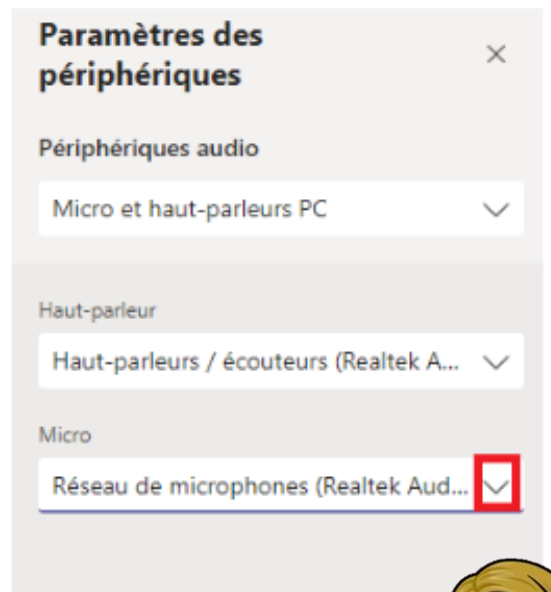 Paramètres des
périphériques
Périphériques audio
Micro et haut-parleurs PC
Haut-parleur
Haut-parleurs / écouteurs (Realtek A...
Micro
Réseau de microphones (Realtek Aud...